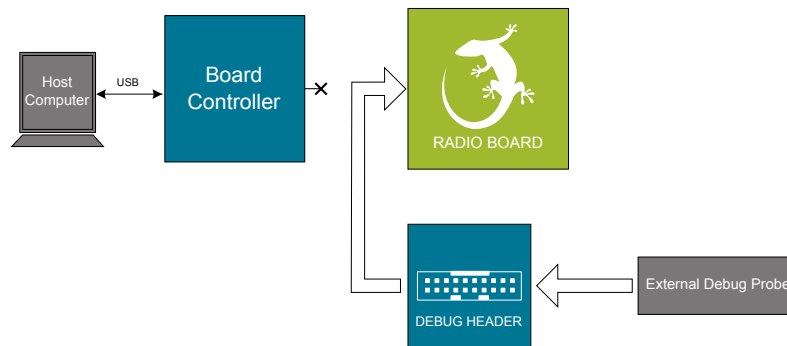 Host
Computer
USB
Board
Controller
RADIO BOARD
DEBUG HEADER
External Debug Probe